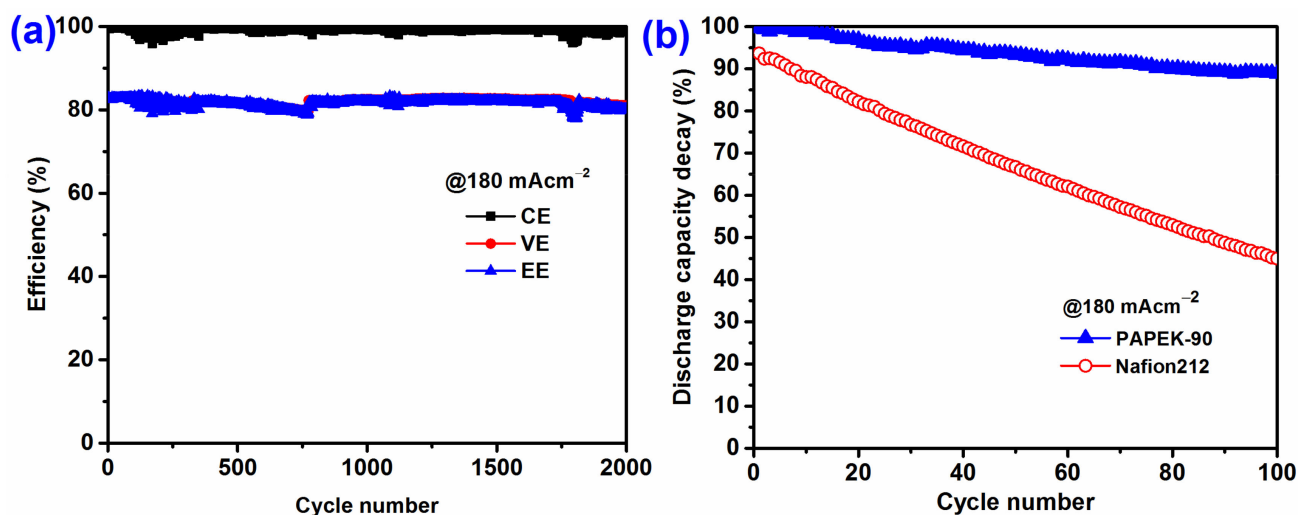 (a)
100
80
60
40
20
0
Efficiency (%)
@180 mAcm⁻²
CE
VE
EE
0 500 1000 1500 2000
Cycle number
(b)
100
90
80
70
60
50
40
30
20
10
0
Discharge capacity decay (%)
@180 mAcm⁻²
PAPEK-90
Nafion212
0 20 40 60 80 100
Cycle number